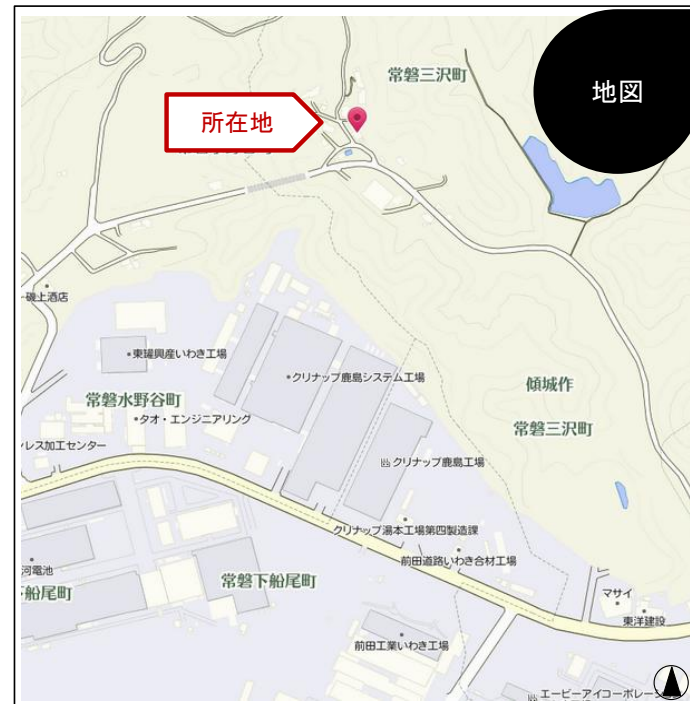 常磐三沢町
地図
所在地
磯上酒店
東罐興産いわき工場
クリナップ鹿島システム工場
常磐水野谷町
タオ・エンジニアリング
傾城作
常磐三沢町
ンレス加工センター
クリナップ鹿島工場
クリナップ湯本工場第四製造課
前田道路いわき合材工場
河電池
下船尾町
常磐下船尾町
マサイ
東洋建設
前田工業いわき工場
エービーアイコーポレーショ